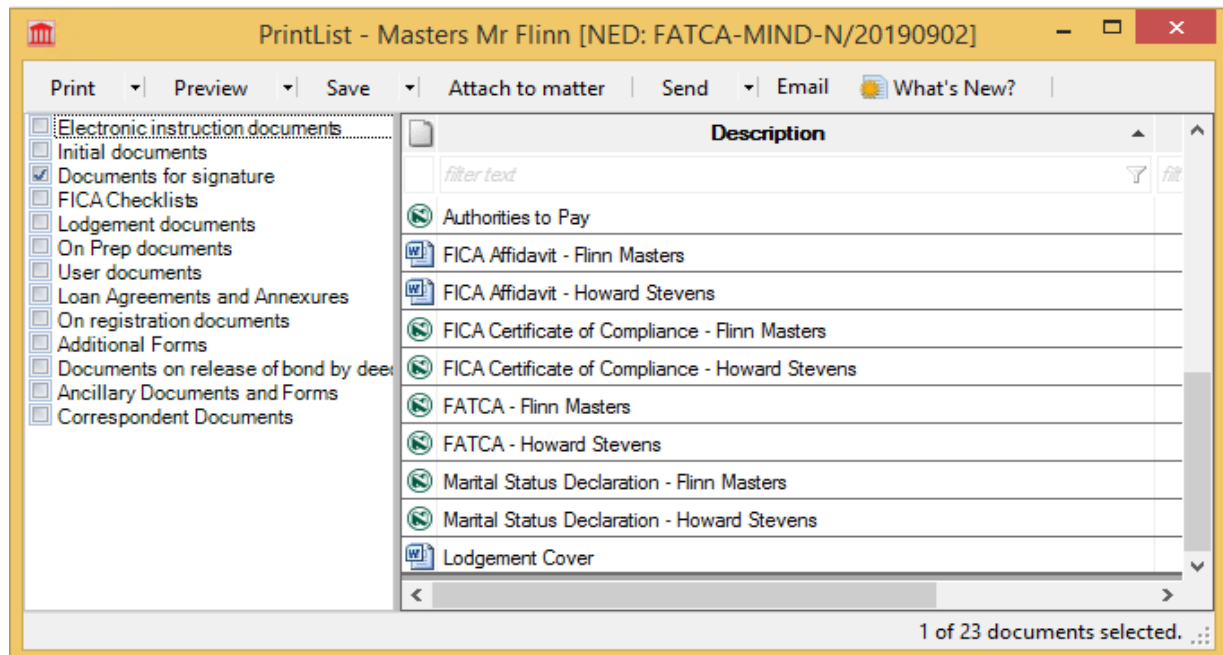 PrintList - Masters Mr Flinn [NED: FATCA-MIND-N/20190902]
Print Preview Save Attach to matter Send Email What's New?
Electronic instruction documents
Initial documents
Documents for signature
FICA Checklists
Lodgement documents
On Prep documents
User documents
Loan Agreements and Annexures
On registration documents
Additional Forms
Documents on release of bond by deed
Ancillary Documents and Forms
Correspondent Documents
Description
filter text filt
Authorities to Pay
FICA Affidavit - Flinn Masters
FICA Affidavit - Howard Stevens
FICA Certificate of Compliance - Flinn Masters
FICA Certificate of Compliance - Howard Stevens
FATCA - Flinn Masters
FATCA - Howard Stevens
Marital Status Declaration - Flinn Masters
Marital Status Declaration - Howard Stevens
Lodgement Cover
1 of 23 documents selected.